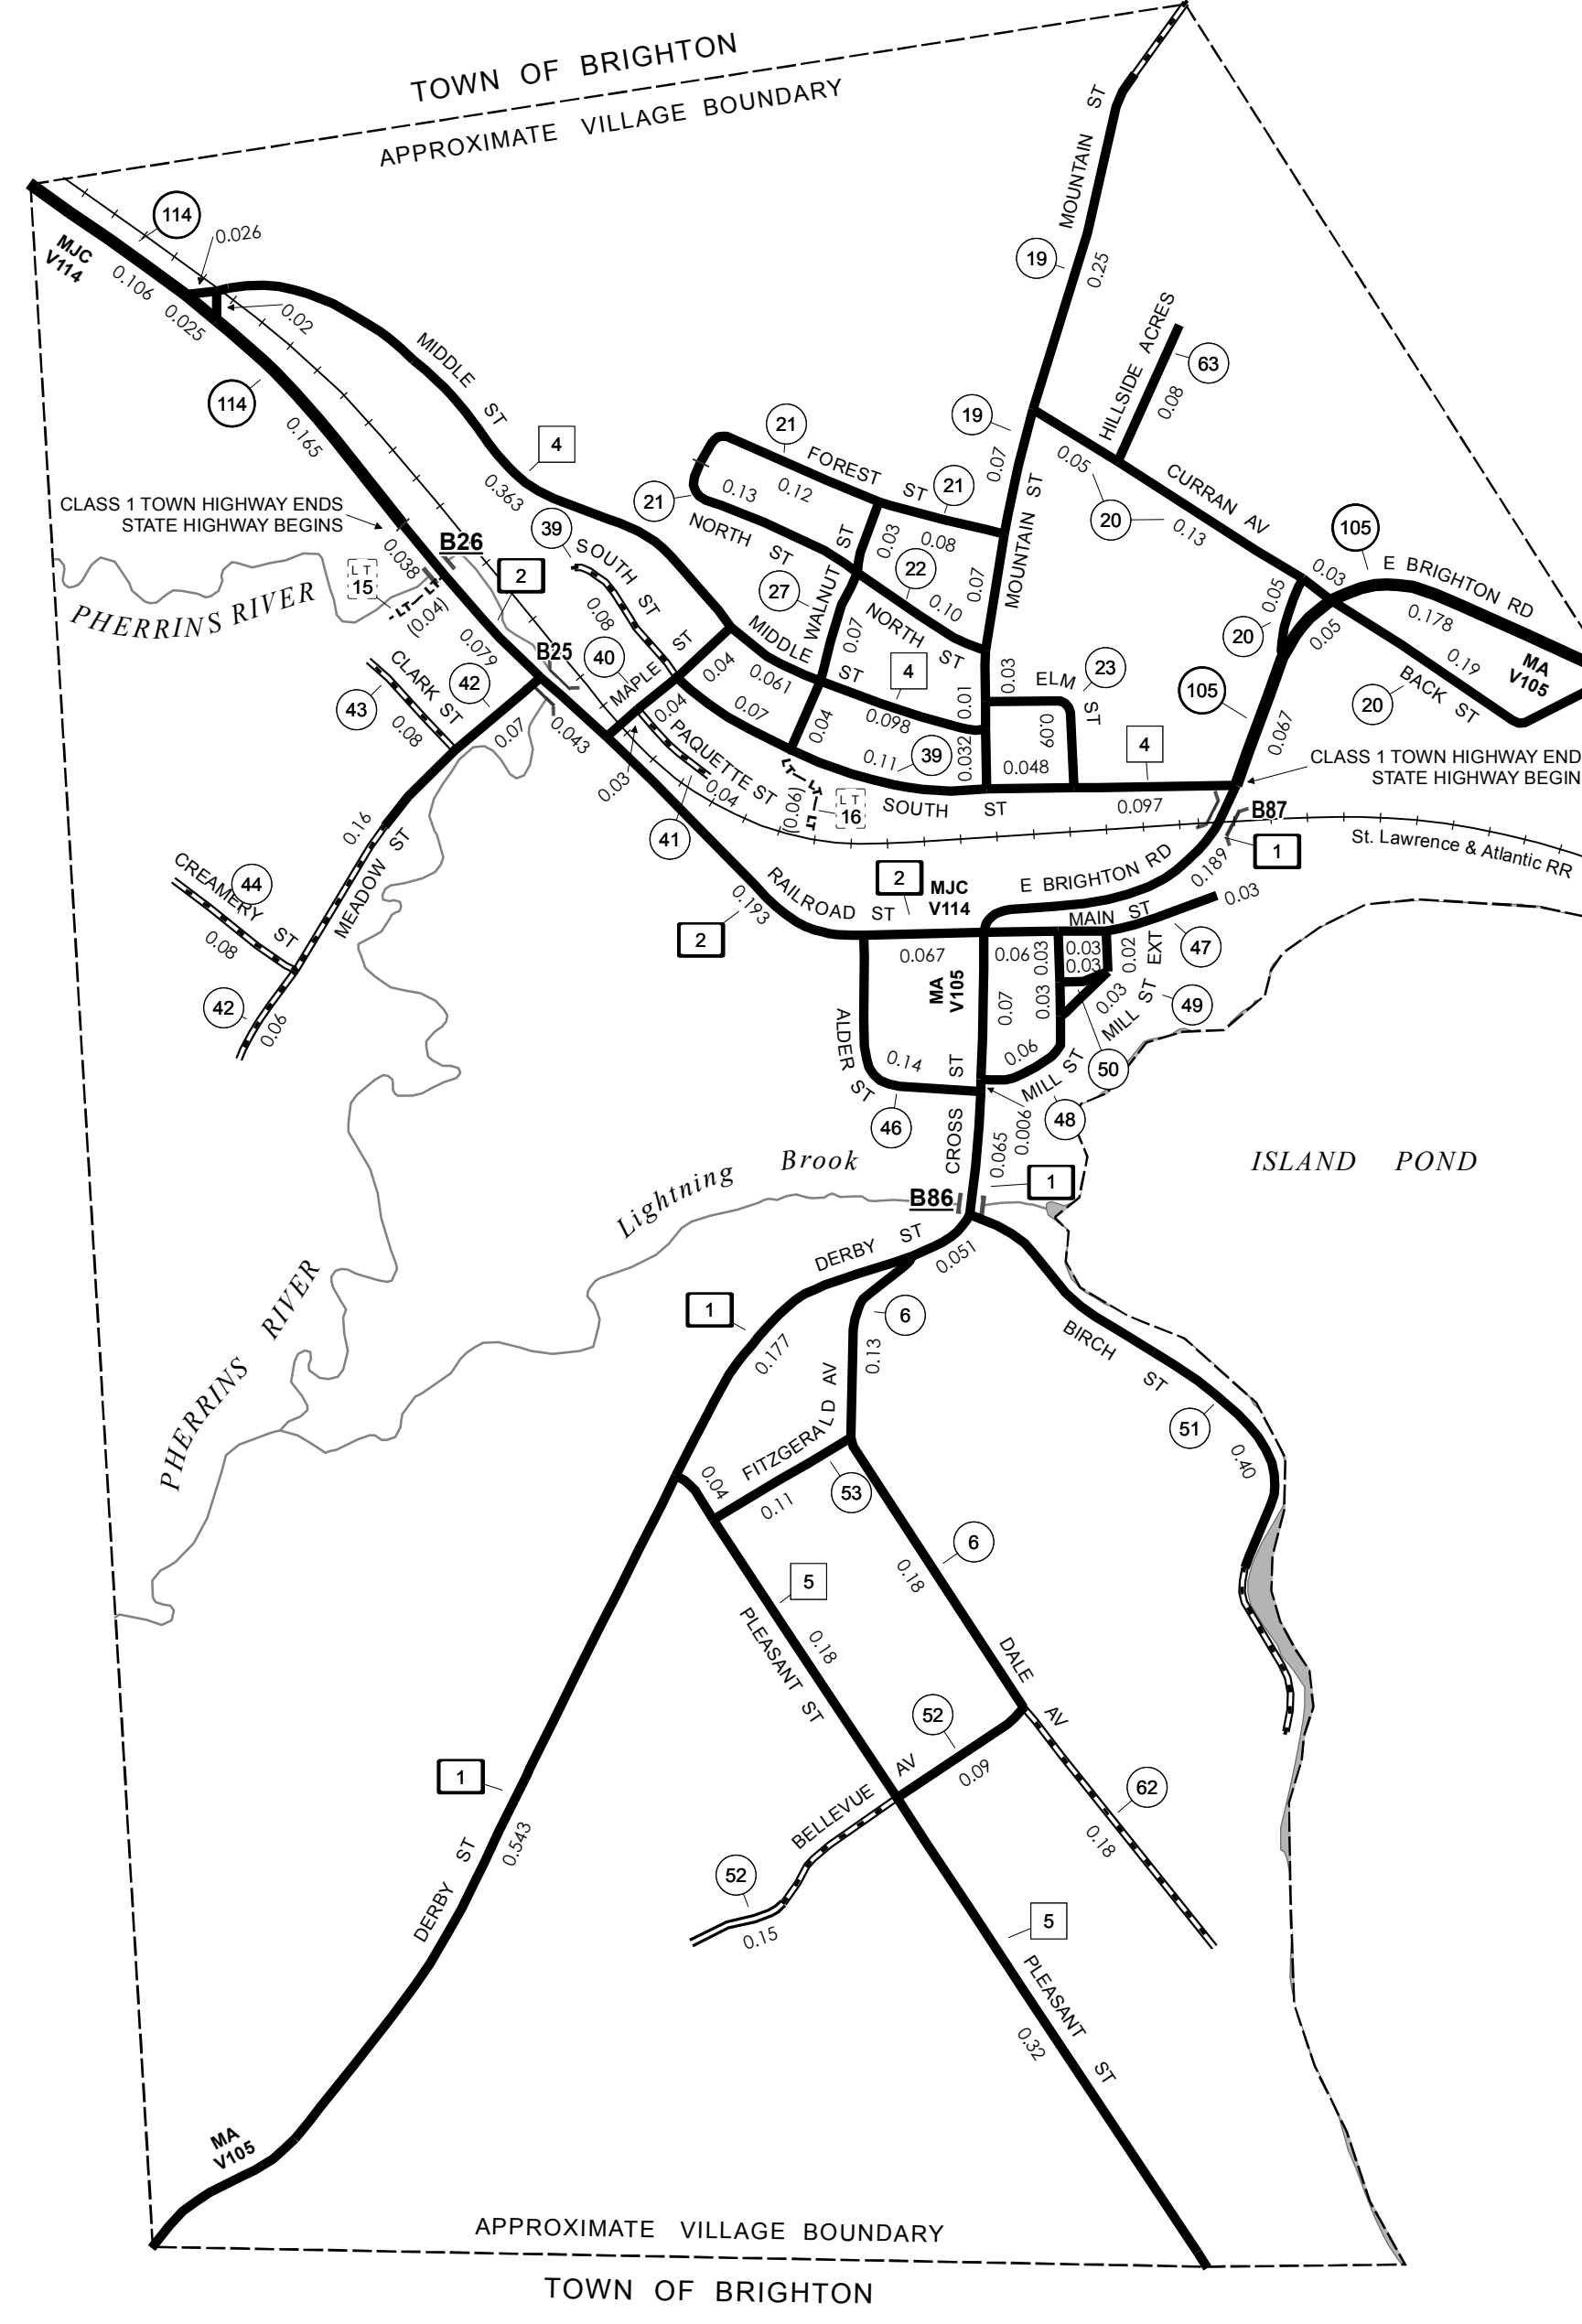 TOWN OF BRIGHTON
APPROXIMATE VILLAGE BOUNDARY
MOUNTAIN ST
114
0.026
MJC
V114
0.106
0.025
0.02
19
0.25
MIDDLE ST
114
0.165
HILLSIDE ACRES
63
0.08
4
0.363
21
19
FOREST ST
21
0.12
0.13
21
0.07
0.05
CURRAN AV
20
0.13
CLASS 1 TOWN HIGHWAY ENDS
STATE HIGHWAY BEGINS
0.038
B26
39
SOUTH ST
NORTH ST
WALNUT ST
0.03
0.08
MOUNTAIN ST
105
E BRIGHTON RD
0.03
0.178
2
LT
15
LT
LT
(0.04)
PHERRINS RIVER
0.08
27
22
0.10
0.07
0.05
20
0.05
0.079
B25
40
MAPLE ST
MIDDLE ST
0.07
NORTH ST
4
0.03
ELM ST
23
105
0.19
MA
V105
BACK ST
20
CLARK ST
42
43
0.08
0.07
0.043
0.04
0.04
0.061
0.07
0.04
0.098
0.01
0.09
4
0.067
PAQUETTE ST
0.03
0.04
41
0.11
39
0.032
0.048
CLASS 1 TOWN HIGHWAY END
STATE HIGHWAY BEGIN
LT
LT
LT
(0.06)
LT
16
SOUTH ST
0.097
B87
1
St. Lawrence & Atlantic RR
0.16
MEADOW ST
CREAMERY ST
44
0.08
42
0.06
RAILROAD ST
0.193
2
2
MJC
V114
E BRIGHTON RD
0.189
MAIN ST
0.03
47
0.067
0.06
0.03
0.03
0.03
0.02
MA
V105
0.07
0.03
0.03
MILL ST EXT
49
ALDER ST
0.14
46
CROSS ST
0.06
MILL ST
50
48
0.006
0.065
ISLAND POND
Lightning Brook
B86
1
DERBY ST
0.051
1
0.177
6
0.13
BIRCH ST
51
0.40
PHERRINS RIVER
FITZGERALD AV
0.04
0.11
53
6
0.18
5
PLEASANT ST
0.18
DALE AV
52
0.09
BELLEVUE AV
62
0.18
52
0.15
1
0.543
DERBY ST
5
PLEASANT ST
0.32
MA
V105
APPROXIMATE VILLAGE BOUNDARY
TOWN OF BRIGHTON